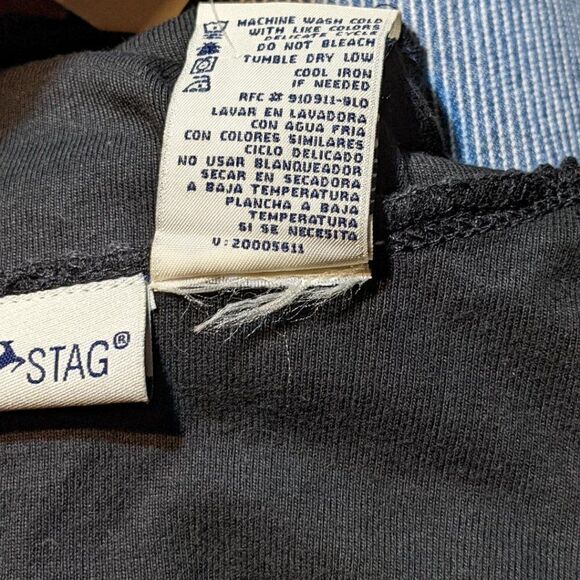 MACHINE WASH COLD
WITH LIKE COLORS
DELICATE CYCLE
DO NOT BLEACH
TUMBLE DRY LOW
COOL IRON
IF NEEDED
RFC # 910911-GLO
LAVAR EN LAVADORA
CON AGUA FRIA
CON COLORES SIMILARES
CICLO DELICADO
NO USAR BLANQUEADOR
SECAR EN SECADORA
A BAJA TEMPERATURA
PLANCHA A BAJA
TEMPERATURA
SI SE NECESITA
V: 20005611
STAG®